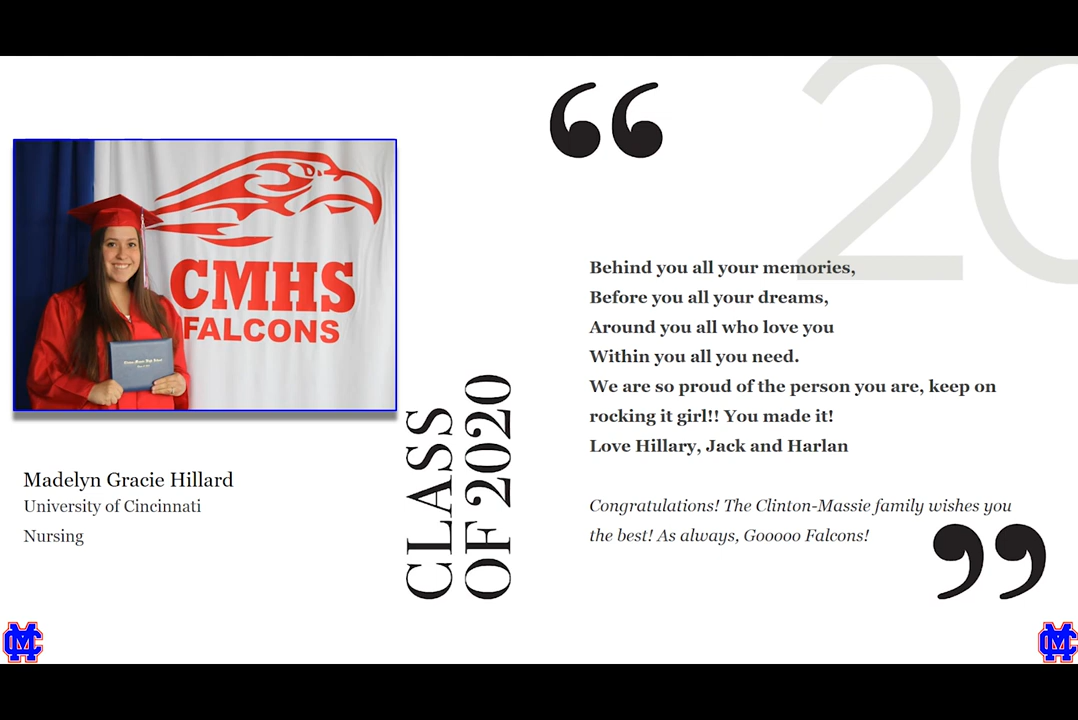 CMHS
FALCONS
Madelyn Gracie Hillard
University of Cincinnati
Nursing
CLASS
OF 2020
20
“
Behind you all your memories,
Before you all your dreams,
Around you all who love you
Within you all you need.
We are so proud of the person you are, keep on
rocking it girl!! You made it!
Love Hillary, Jack and Harlan
Congratulations! The Clinton-Massie family wishes you
the best! As always, Gooooo Falcons!
”